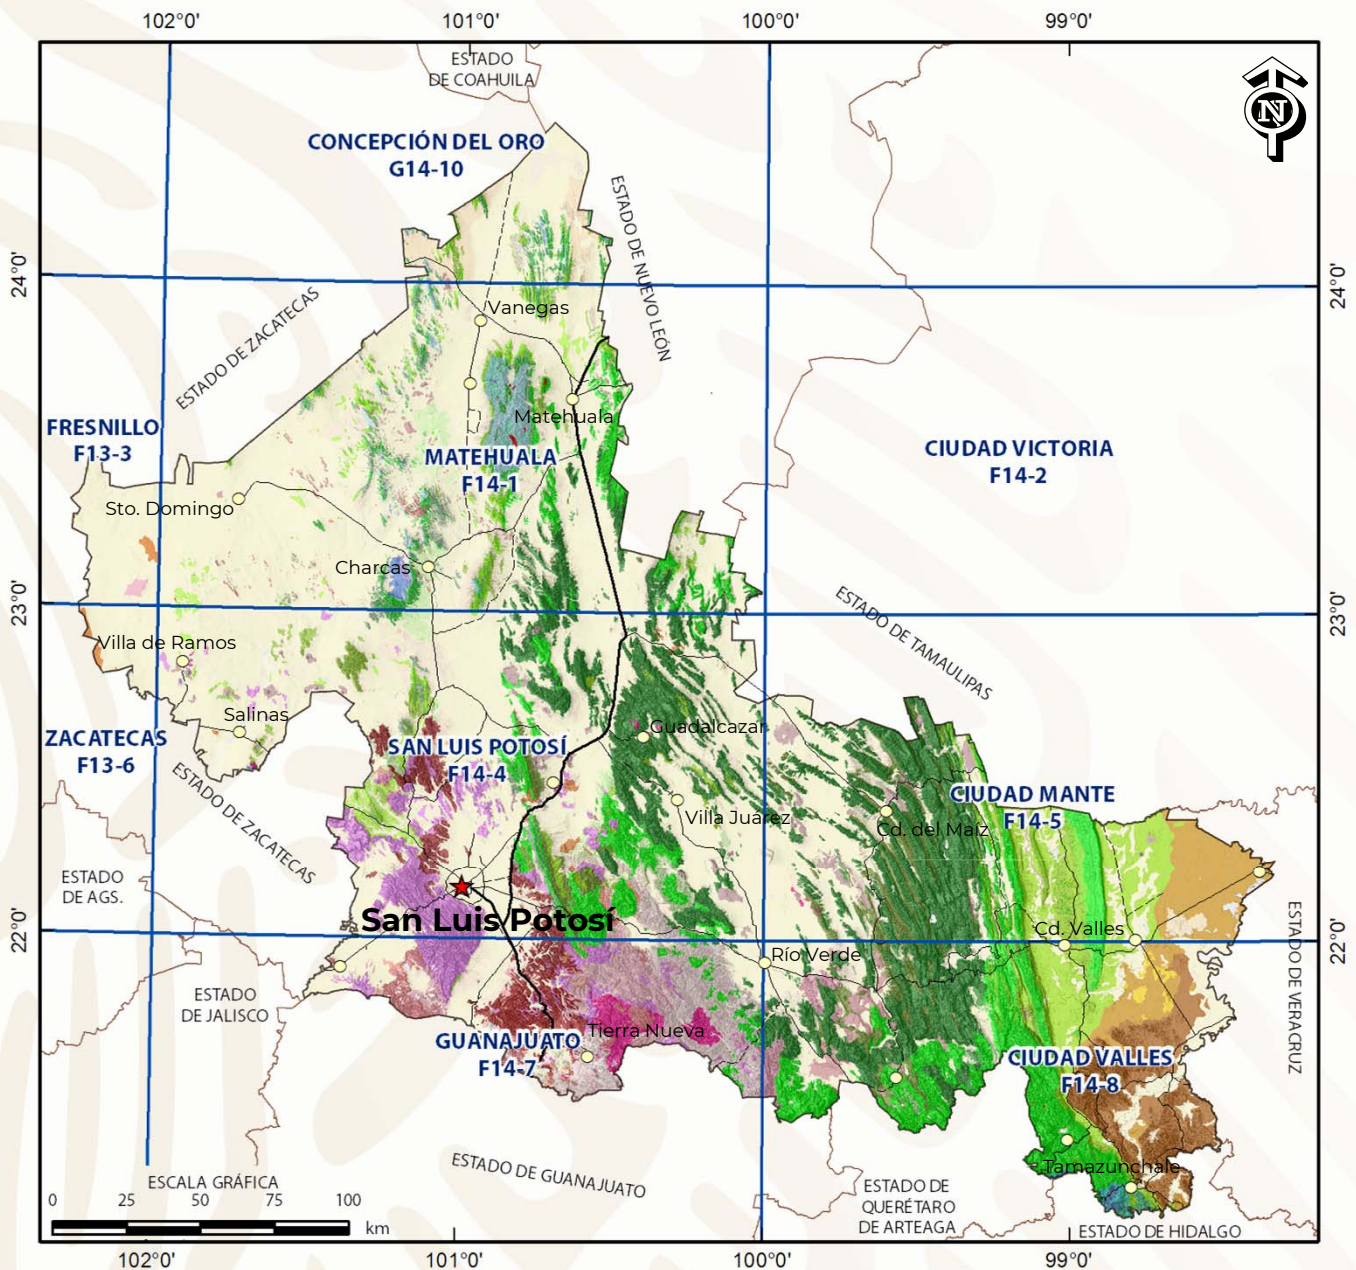 102°0'
101°0'
100°0'
99°0'
ESTADO
DE COAHUILA
N
CONCEPCIÓN DEL ORO
G14-10
ESTADO DE NUEVO LEÓN
24°0'
24°0'
ESTADO DE ZACATECAS
Vanegas
Matehuala
FRESNILLO
F13-3
MATEHUALA
F14-1
CIUDAD VICTORIA
F14-2
Sto. Domingo
Charcas
23°0'
23°0'
ESTADO DE TAMAULIPAS
Villa de Ramos
Salinas
Guadalcazar
ZACATECAS
F13-6
SAN LUIS POTOSÍ
F14-4
ESTADO DE ZACATECAS
CIUDAD MANTE
F14-5
Villa Juárez
Cd. del Maíz
ESTADO
DE AGS.
San Luis Potosí
Cd. Valles
22°0'
22°0'
Río Verde
ESTADO DE VERACRUZ
ESTADO
DE JALISCO
Tierra Nueva
GUANAJUATO
F14-7
CIUDAD VALLES
F14-8
Tamazunchale
ESTADO DE GUANAJUATO
ESTADO DE
QUERÉTARO
DE ARTEAGA
ESTADO DE HIDALGO
ESCALA GRÁFICA
0 25 50 75 100
km
102°0'
101°0'
100°0'
99°0'